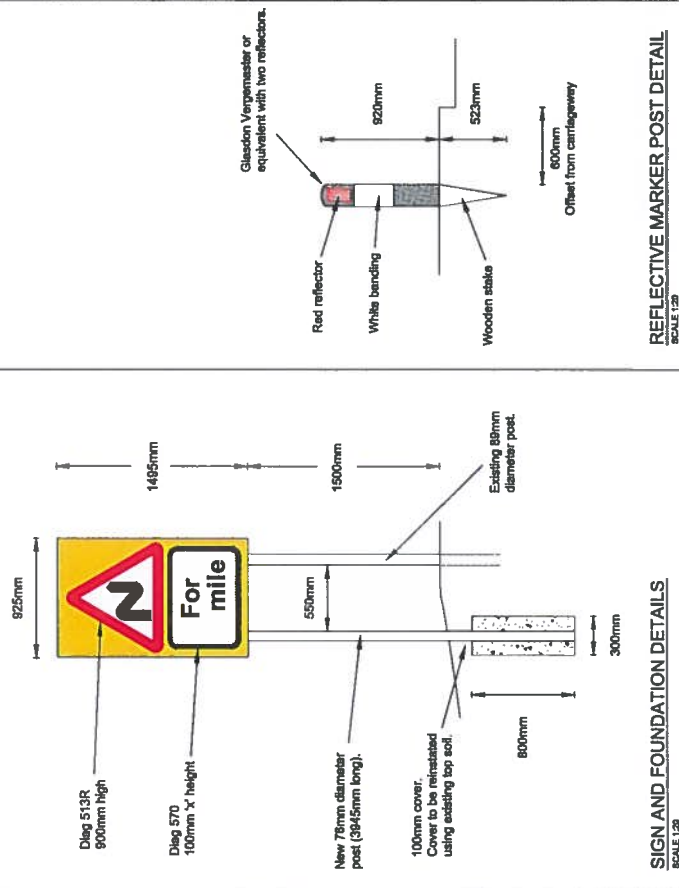 925mm
1495mm
1500mm
For
mile
Diag 513R
900mm high
Diag 570
100mm 'x' height
550mm
Existing 89mm
diameter post.
New 76mm diameter
post (3945mm long).
100mm cover.
Cover to be reinstated
using existing top soil.
800mm
300mm
SIGN AND FOUNDATION DETAILS
SCALE 1:20
Glasdon Vergemaster or
equivalent with two reflectors.
Red reflector
White banding
Wooden stake
920mm
523mm
600mm
Offset from carriageway
REFLECTIVE MARKER POST DETAIL
SCALE 1:20